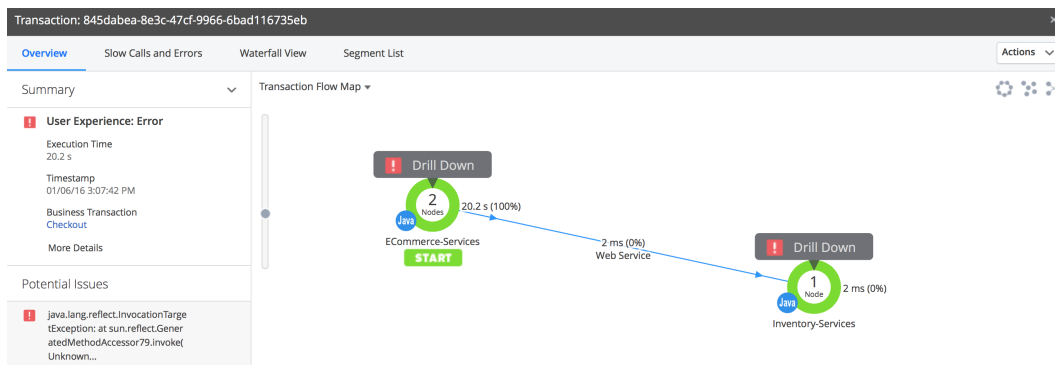 Transaction: 845dabea-8e3c-47cf-9966-6bad116735eb
Overview
Slow Calls and Errors
Waterfall View
Segment List
Actions
Summary
User Experience: Error
Execution Time
20.2 s
Timestamp
01/06/16 3:07:42 PM
Business Transaction
Checkout
More Details
Potential Issues
java.lang.reflect.InvocationTarge
tException: at sun.reflect.Gener
atedMethodAccessor79.invoke(
Unknown...
Transaction Flow Map
Drill Down
2
Nodes
Java
20.2 s (100%)
ECommerce-Services
START
2 ms (0%)
Web Service
Drill Down
1
Node
Java
2 ms (0%)
Inventory-Services